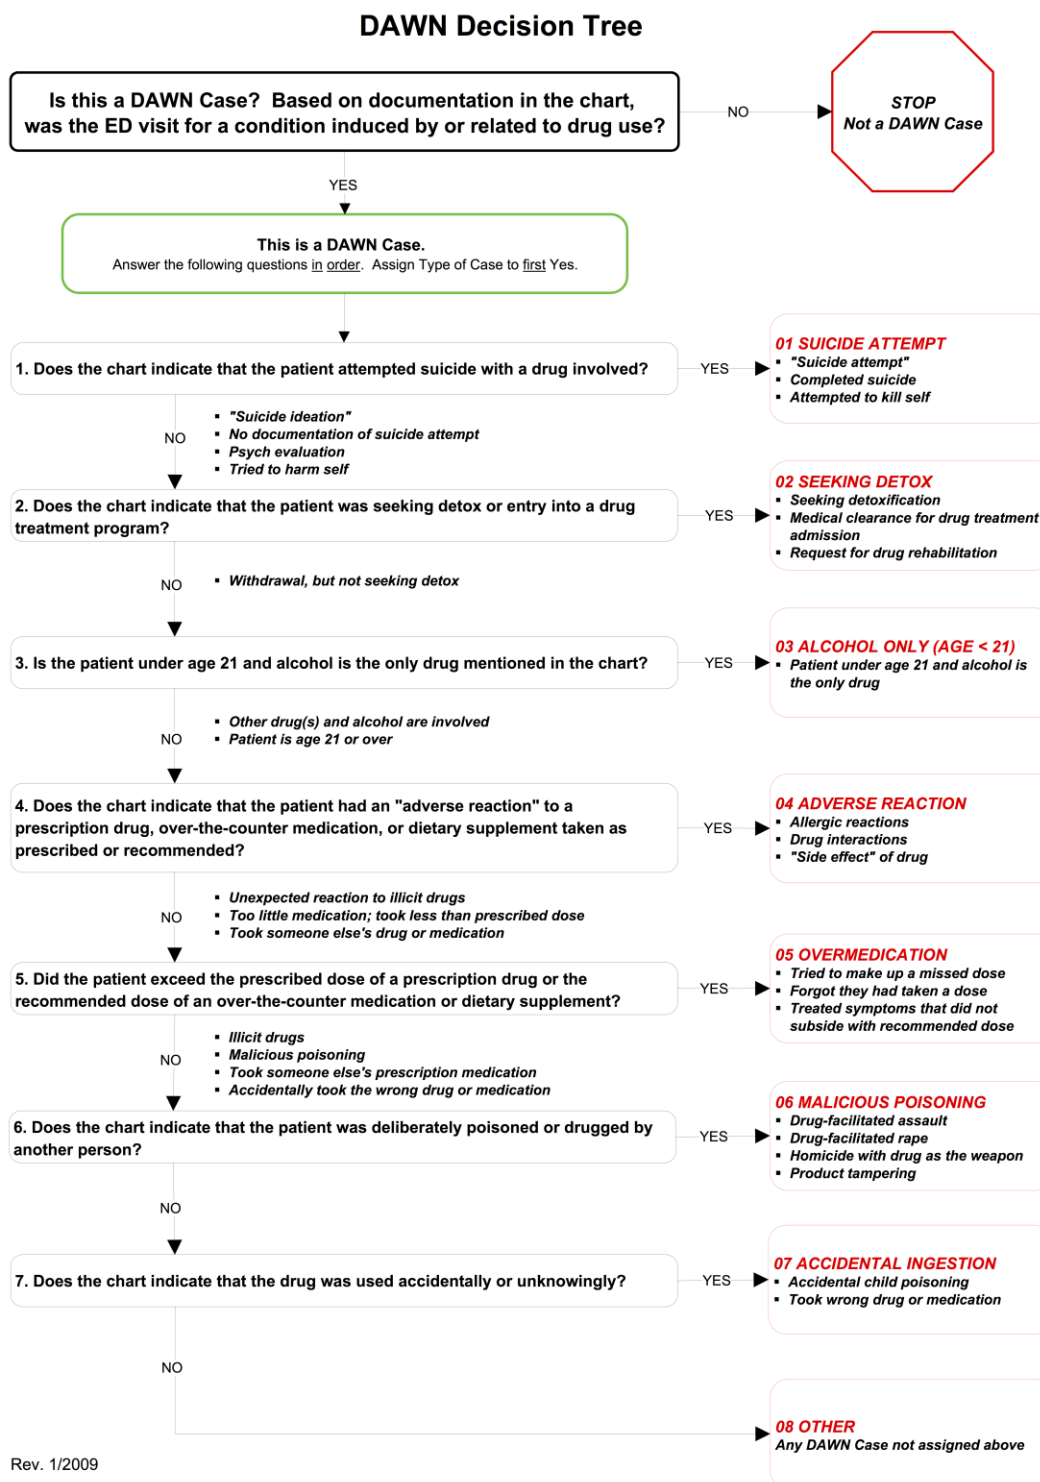 DAWN Decision Tree
Is this a DAWN Case?  Based on documentation in the chart,
was the ED visit for a condition induced by or related to drug use?
NO
STOP
Not a DAWN Case
YES
This is a DAWN Case.
Answer the following questions in order.  Assign Type of Case to first Yes.
1. Does the chart indicate that the patient attempted suicide with a drug involved?
YES
01 SUICIDE ATTEMPT
▪ "Suicide attempt"
▪ Completed suicide
▪ Attempted to kill self
NO
▪ "Suicide ideation"
▪ No documentation of suicide attempt
▪ Psych evaluation
▪ Tried to harm self
2. Does the chart indicate that the patient was seeking detox or entry into a drug
treatment program?
YES
02 SEEKING DETOX
▪ Seeking detoxification
▪ Medical clearance for drug treatment
admission
▪ Request for drug rehabilitation
NO
▪ Withdrawal, but not seeking detox
3. Is the patient under age 21 and alcohol is the only drug mentioned in the chart?
YES
03 ALCOHOL ONLY (AGE < 21)
▪ Patient under age 21 and alcohol is
the only drug
NO
▪ Other drug(s) and alcohol are involved
▪ Patient is age 21 or over
4. Does the chart indicate that the patient had an "adverse reaction" to a
prescription drug, over-the-counter medication, or dietary supplement taken as
prescribed or recommended?
YES
04 ADVERSE REACTION
▪ Allergic reactions
▪ Drug interactions
▪ "Side effect" of drug
NO
▪ Unexpected reaction to illicit drugs
▪ Too little medication; took less than prescribed dose
▪ Took someone else's drug or medication
5. Did the patient exceed the prescribed dose of a prescription drug or the
recommended dose of an over-the-counter medication or dietary supplement?
YES
05 OVERMEDICATION
▪ Tried to make up a missed dose
▪ Forgot they had taken a dose
▪ Treated symptoms that did not
subside with recommended dose
NO
▪ Illicit drugs
▪ Malicious poisoning
▪ Took someone else's prescription medication
▪ Accidentally took the wrong drug or medication
6. Does the chart indicate that the patient was deliberately poisoned or drugged by
another person?
YES
06 MALICIOUS POISONING
▪ Drug-facilitated assault
▪ Drug-facilitated rape
▪ Homicide with drug as the weapon
▪ Product tampering
NO
7. Does the chart indicate that the drug was used accidentally or unknowingly?
YES
07 ACCIDENTAL INGESTION
▪ Accidental child poisoning
▪ Took wrong drug or medication
NO
08 OTHER
Any DAWN Case not assigned above
Rev. 1/2009